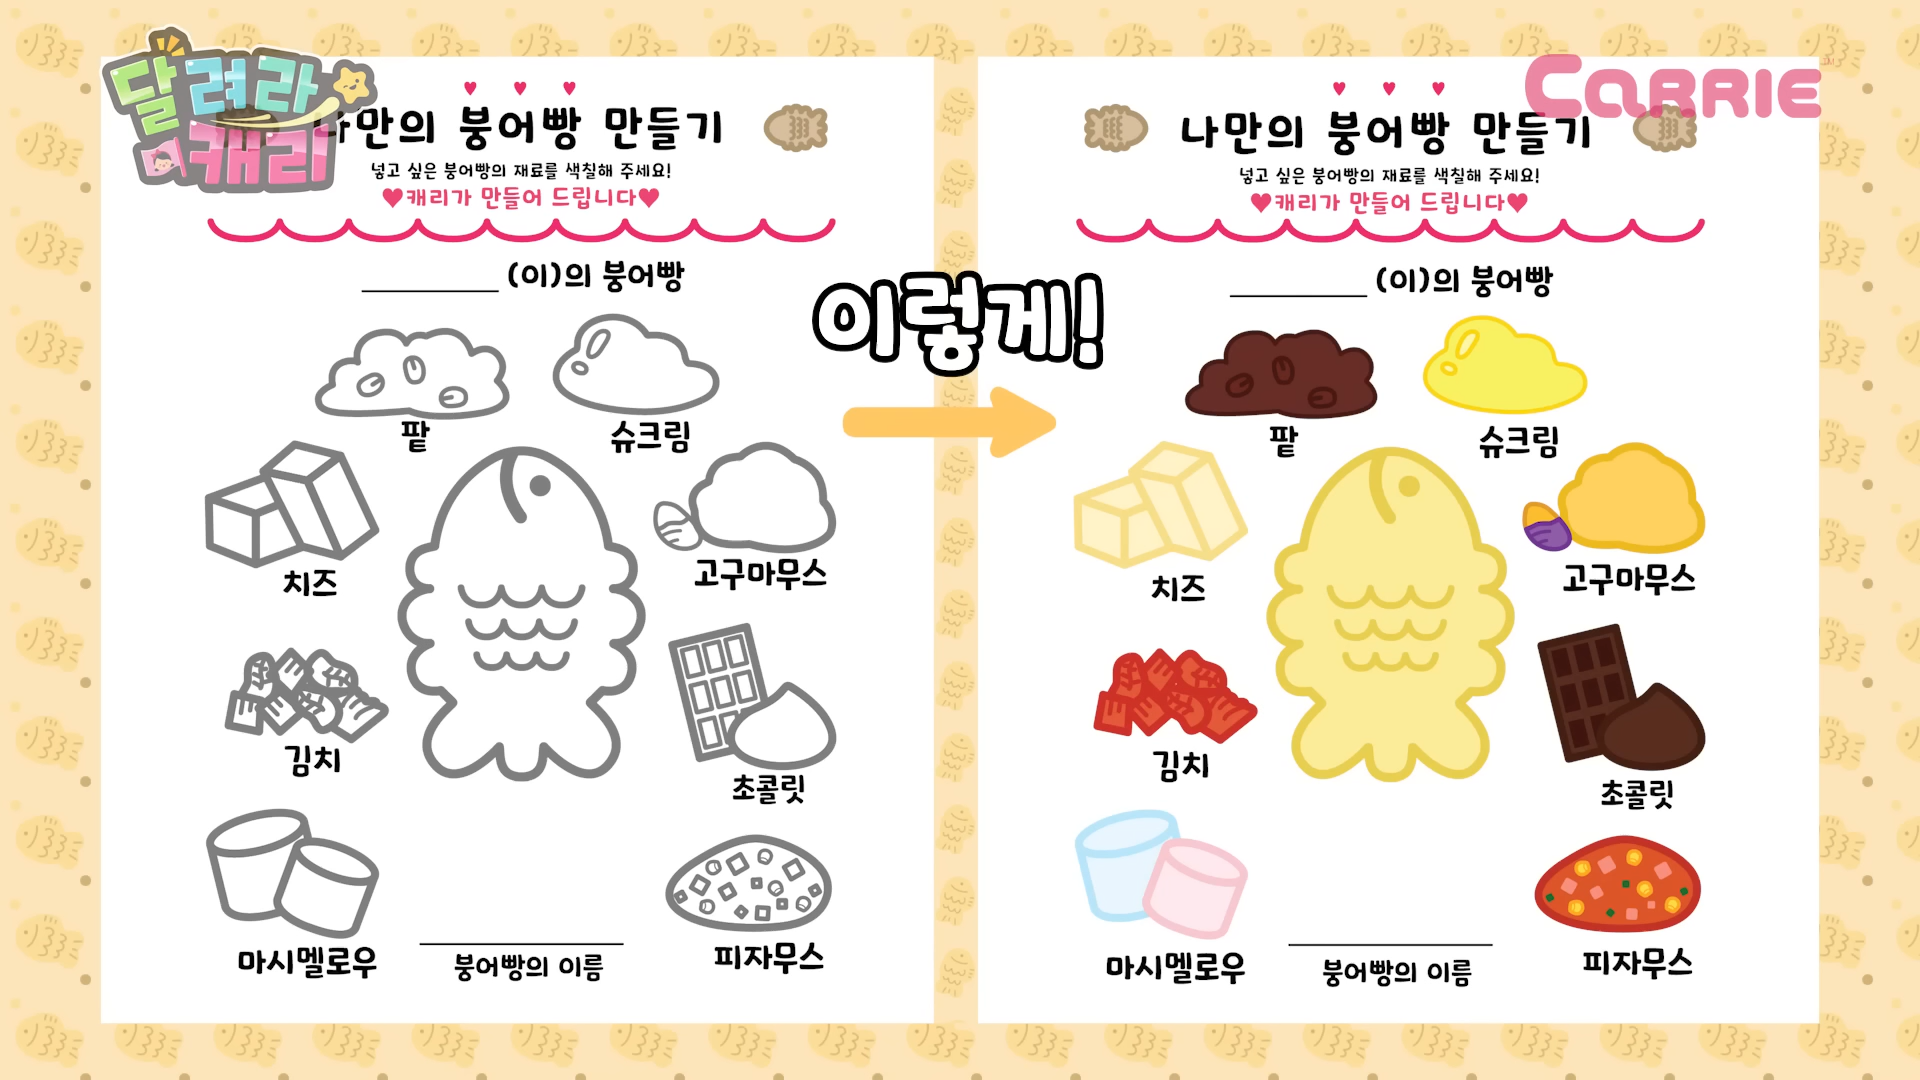 달려라
캐리
CARRIE
나만의 붕어빵 만들기
넣고 싶은 붕어빵의 재료를 색칠해 주세요!
♥캐리가 만들어 드립니다♥
(이)의 붕어빵
팥
슈크림
치즈
고구마무스
김치
초콜릿
마시멜로우
붕어빵의 이름
피자무스
이렇게!
나만의 붕어빵 만들기
넣고 싶은 붕어빵의 재료를 색칠해 주세요!
♥캐리가 만들어 드립니다♥
(이)의 붕어빵
팥
슈크림
치즈
고구마무스
김치
초콜릿
마시멜로우
붕어빵의 이름
피자무스